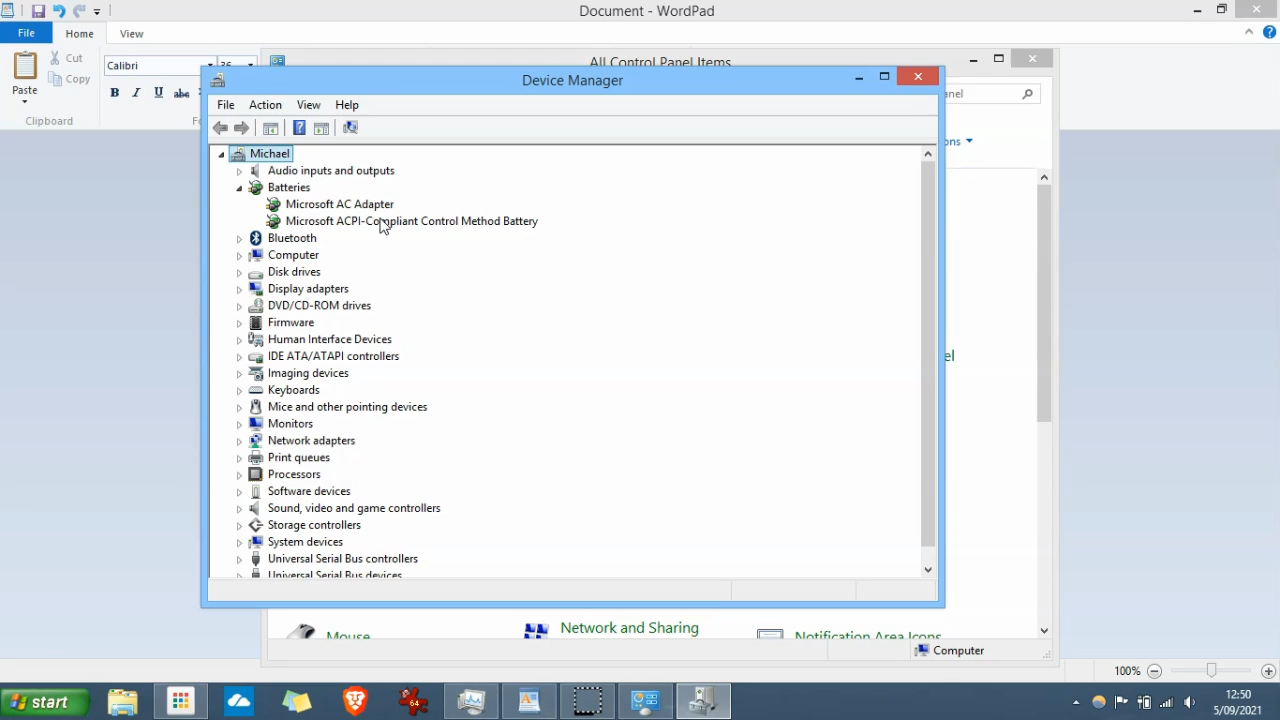 Document - WordPad
File
Home
View
Paste
Cut
Copy
Clipboard
Calibri
B I U abc
All Control Panel Items
Device Manager
File Action View Help
Michael
Audio inputs and outputs
Batteries
Microsoft AC Adapter
Microsoft ACPI-Compliant Control Method Battery
Bluetooth
Computer
Disk drives
Display adapters
DVD/CD-ROM drives
Firmware
Human Interface Devices
IDE ATA/ATAPI controllers
Imaging devices
Keyboards
Mice and other pointing devices
Monitors
Network adapters
Print queues
Processors
Software devices
Sound, video and game controllers
Storage controllers
System devices
Universal Serial Bus controllers
Universal Serial Bus devices
Mouse
Network and Sharing
Notification Area Icons
Computer
100%
start
64
12:50
5/09/2021